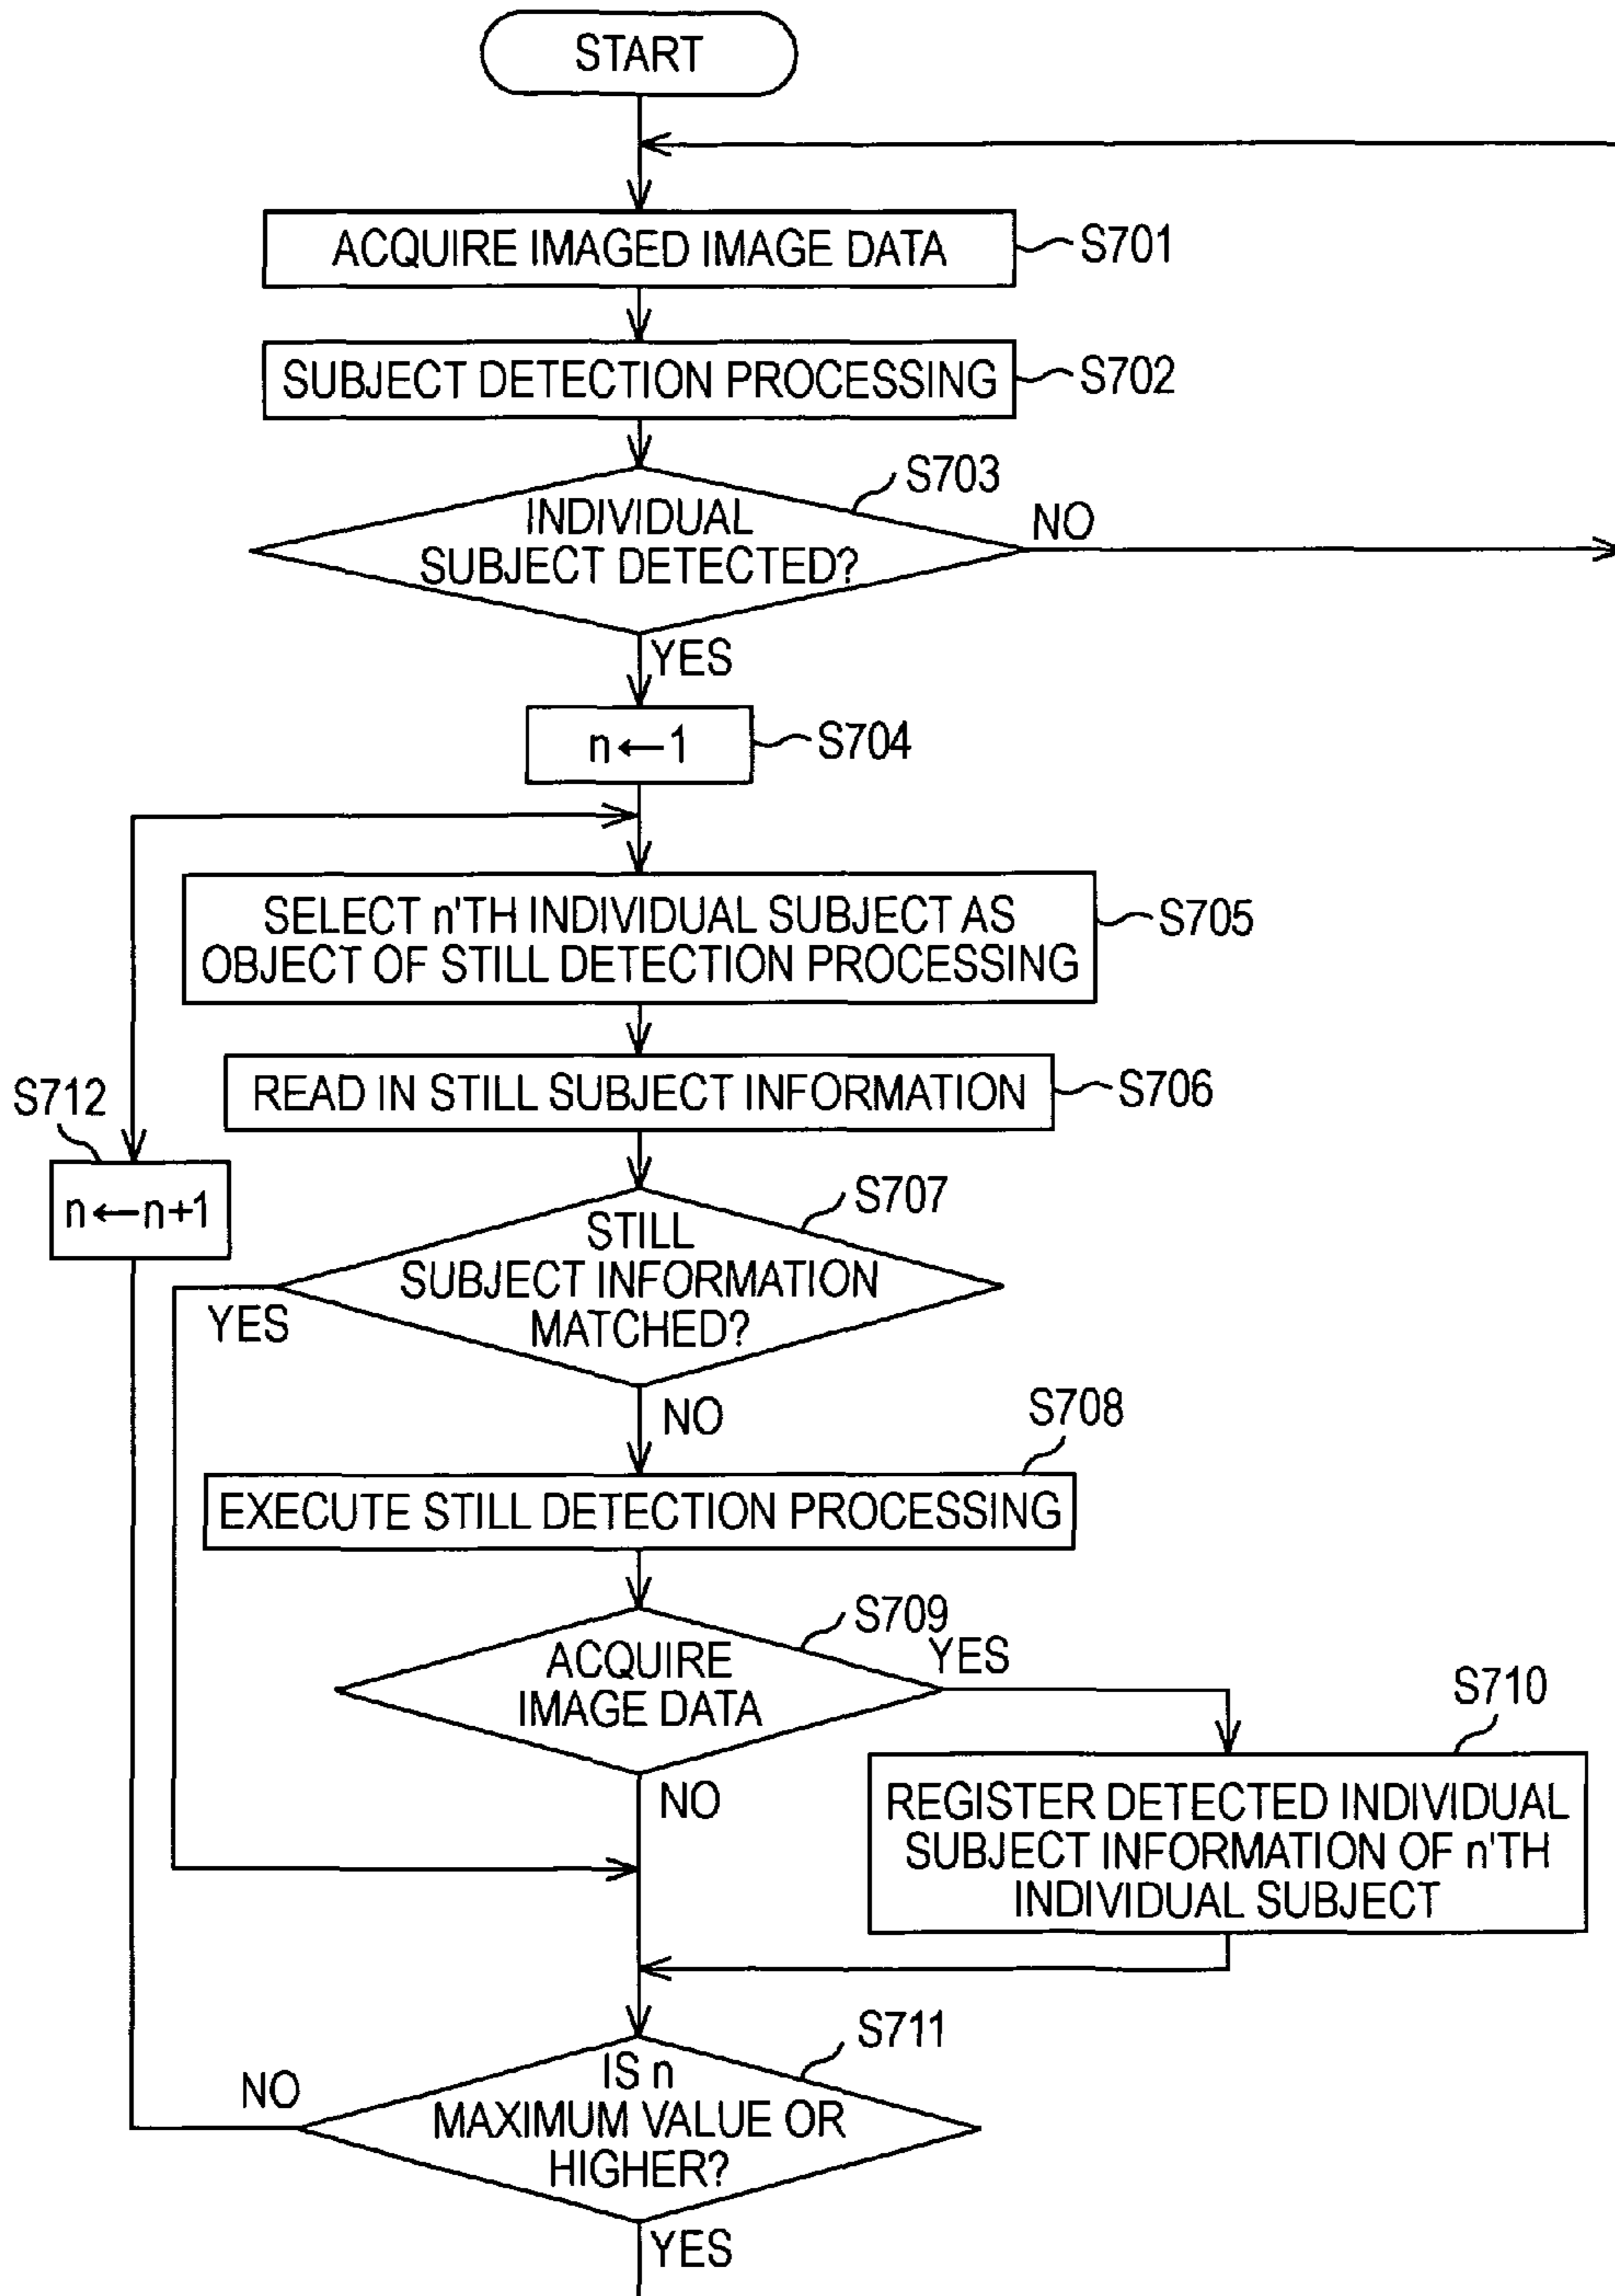 START
ACQUIRE IMAGED IMAGE DATA
S701
SUBJECT DETECTION PROCESSING
S702
S703
INDIVIDUAL
SUBJECT DETECTED?
NO
YES
n←1
S704
SELECT n'TH INDIVIDUAL SUBJECT AS
OBJECT OF STILL DETECTION PROCESSING
S705
READ IN STILL SUBJECT INFORMATION
S706
S712
n←n+1
S707
STILL
SUBJECT INFORMATION
MATCHED?
YES
NO
S708
EXECUTE STILL DETECTION PROCESSING
S709
ACQUIRE
IMAGE DATA
YES
NO
S710
REGISTER DETECTED INDIVIDUAL
SUBJECT INFORMATION OF n'TH
INDIVIDUAL SUBJECT
S711
IS n
MAXIMUM VALUE OR
HIGHER?
NO
YES